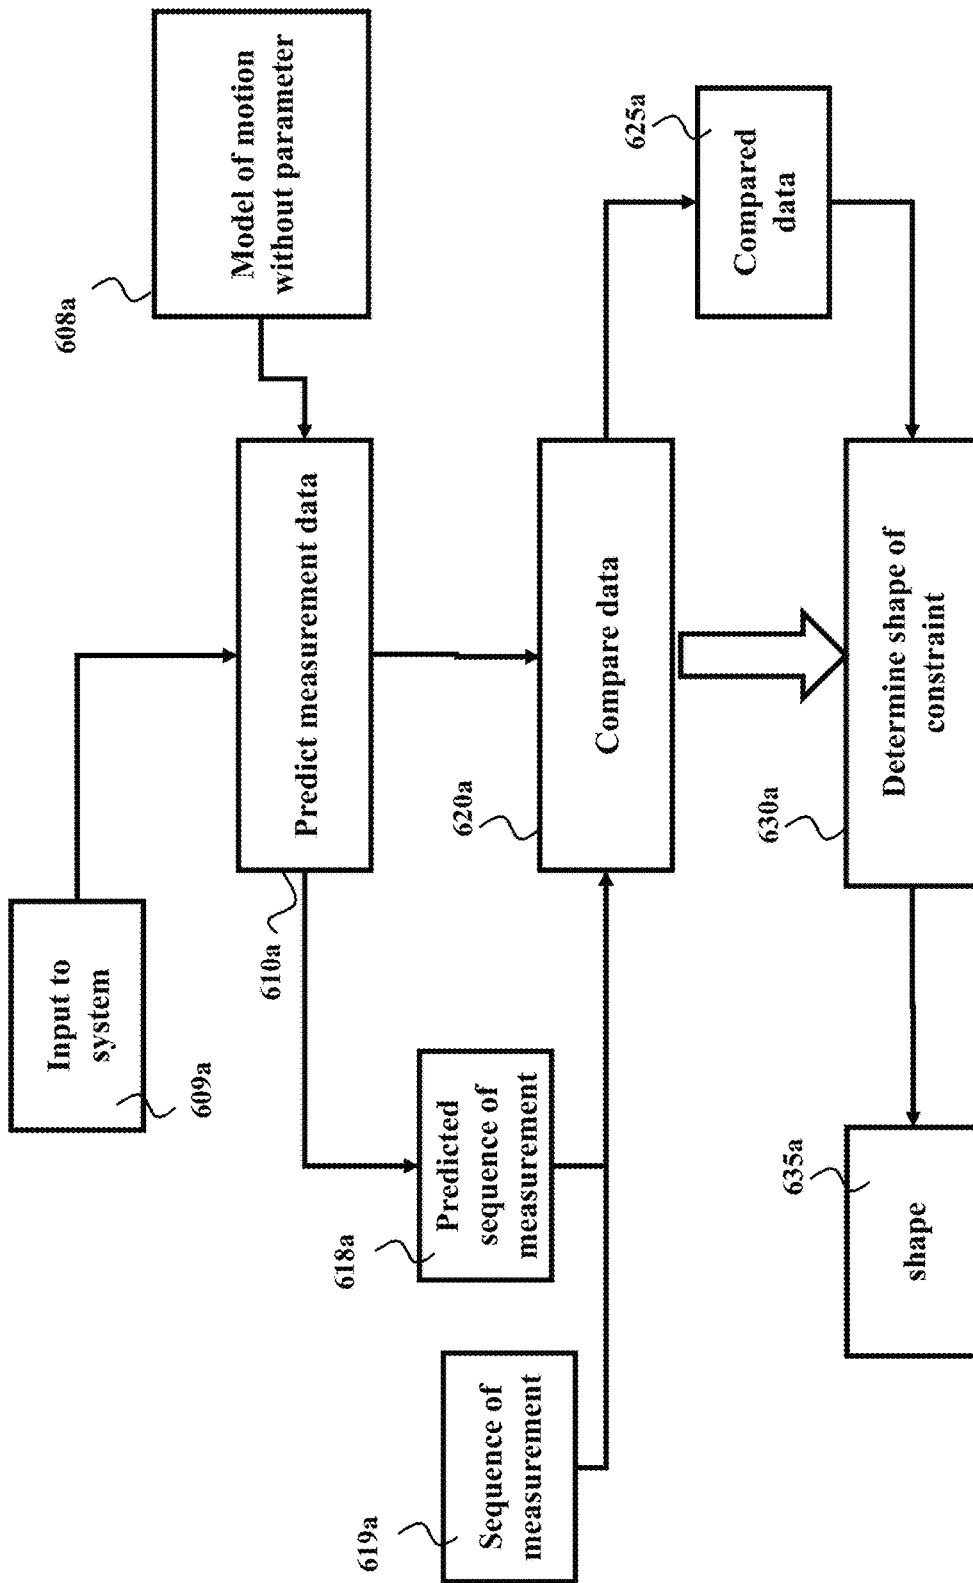 Input to
system
609a
Model of motion
without parameter
608a
Predict measurement data
610a
Predicted
sequence of
measurement
618a
Sequence of
measurement
619a
Compare data
620a
Compared
data
625a
Determine shape of
constraint
630a
shape
635a